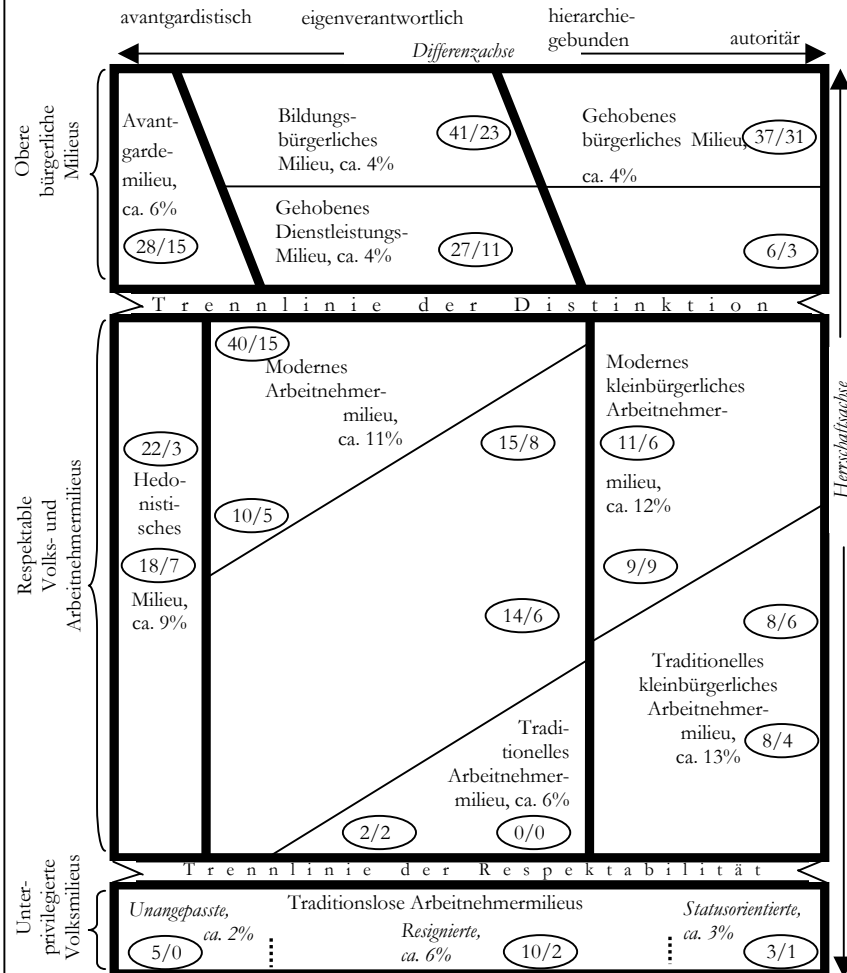 avantgardistisch
eigenverantwortlich
hierarchie-
gebunden
autoritär
Differenzachse
Obere
bürgerliche
Milieus
Avant-
garde-
milieu,
ca. 6%
28/15
Bildungs-
bürgerliches
Milieu, ca. 4%
41/23
Gehobenes
Dienstleistungs-
Milieu, ca. 4%
27/11
Gehobenes
bürgerliches Milieu,
ca. 4%
37/31
6/3
Trennlinie der Distinktion
Herrschaftsachse
Respektable
Volks- und
Arbeitnehmermilieus
22/3
Hedo-
nisti-
sches
18/7
Milieu,
ca. 9%
40/15
Modernes
Arbeitnehmer-
milieu,
ca. 11%
10/5
15/8
14/6
Modernes
kleinbürgerliches
Arbeitnehmer-
11/6
milieu,
ca. 12%
9/9
8/6
Traditionelles
kleinbürgerliches
Arbeitnehmer-
milieu,
ca. 13%
8/4
Tradi-
tionelles
Arbeitnehmer-
milieu, ca. 6%
2/2
0/0
Trennlinie der Respektabilität
Unter-
privilegierte
Volksmilieus
Traditionslose Arbeitnehmermilieus
Unangepasste,
ca. 2%
5/0
Resignierte,
ca. 6%
10/2
Statusorientierte,
ca. 3%
3/1